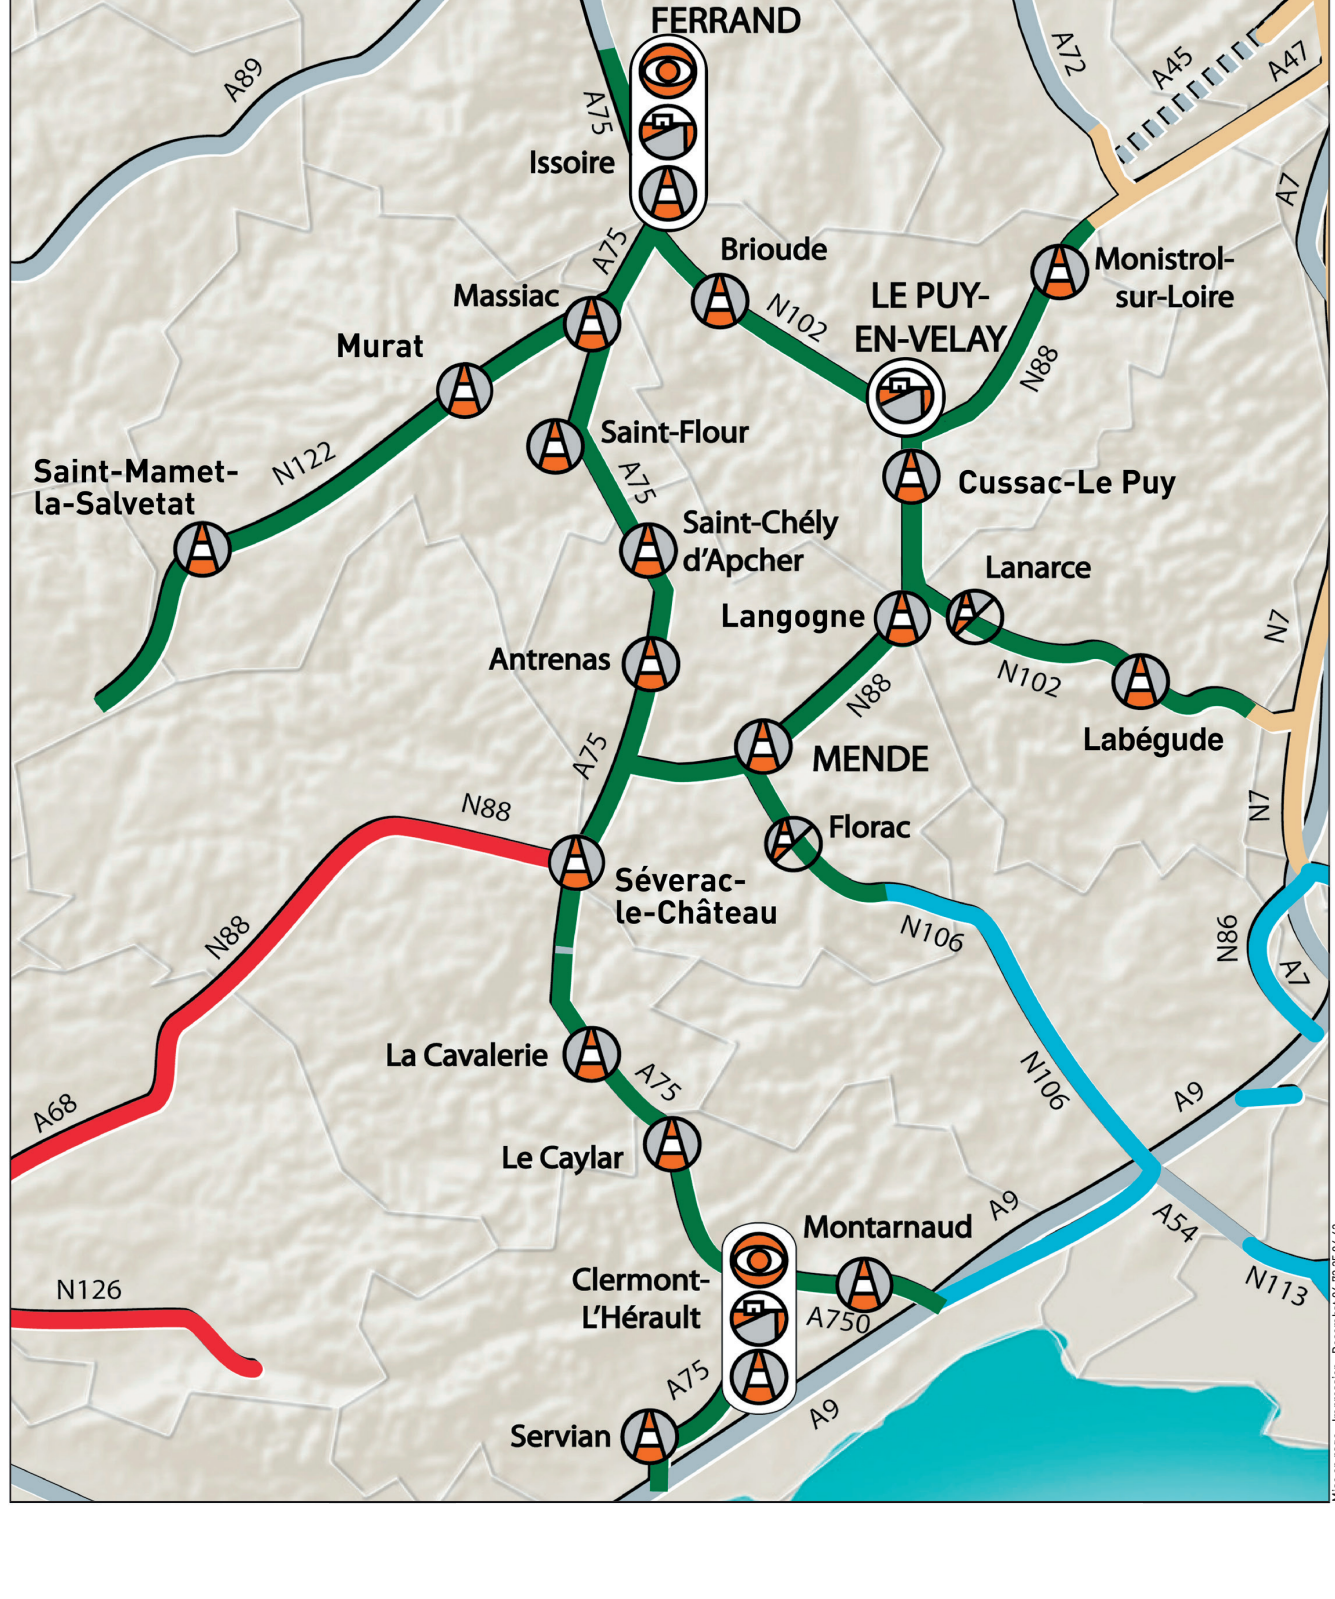 FERRAND
A89
A72
A45
A47
A75
Issoire
A7
A75
Brioude
Monistrol-
sur-Loire
Massiac
LE PUY-
EN-VELAY
N102
Murat
N88
Saint-Flour
N122
Saint-Mamet-
la-Salvetat
A75
Cussac-Le Puy
Saint-Chély
d'Apcher
Lanarce
Langogne
N7
Antrenas
N102
N88
Labégude
A75
MENDE
N88
N7
Florac
Séverac-
le-Château
N88
N106
N86
A7
La Cavalerie
A75
N106
A9
A68
Le Caylar
A9
A54
Montarnaud
Clermont-
L'Hérault
N126
N113
A750
A75
A9
Servian